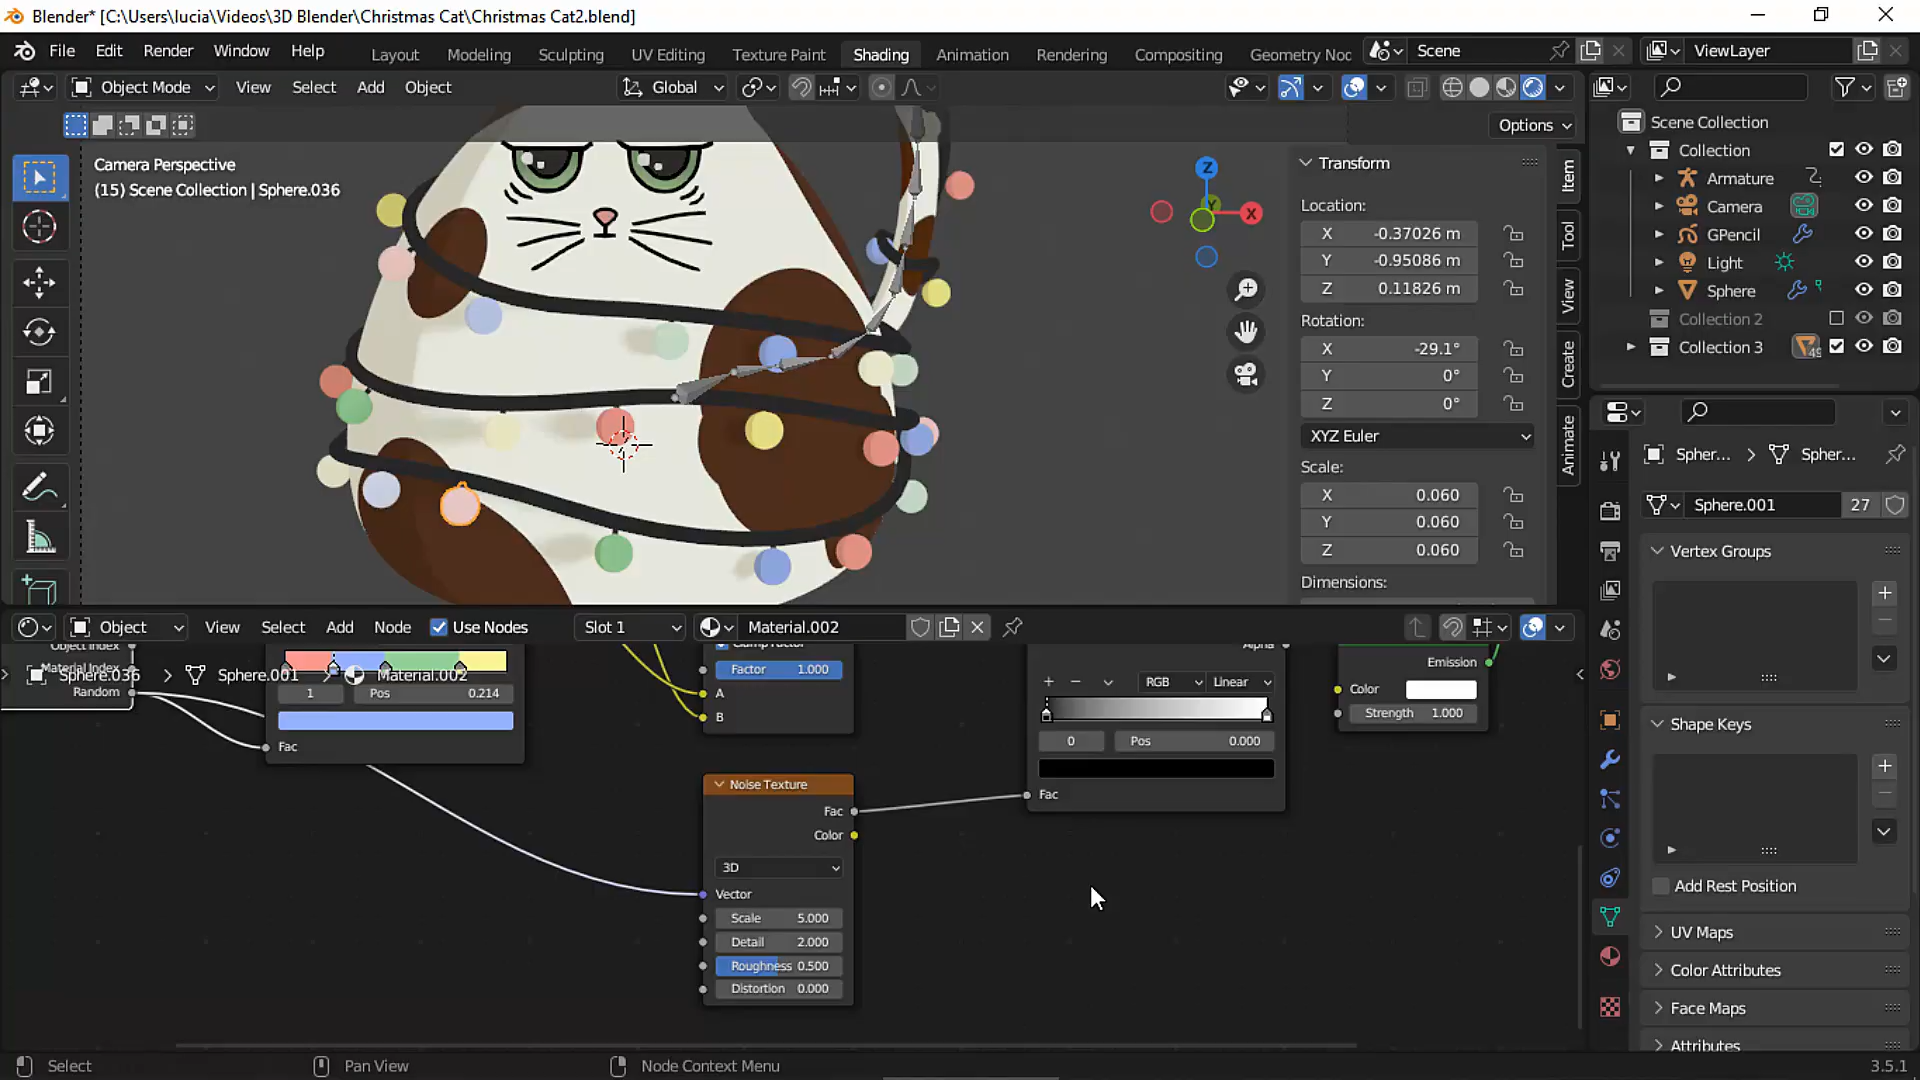 Blender* [C:\Users\lucia\Videos\3D Blender\Christmas Cat\Christmas Cat2.blend]
File Edit Render Window Help
Layout Modeling Sculpting UV Editing Texture Paint Shading Animation Rendering Compositing Geometry Noc
Scene
ViewLayer
Object Mode View Select Add Object
Global
Options
Camera Perspective
(15) Scene Collection | Sphere.036
Z
Y
X
Transform
Location:
X -0.37026 m
Y -0.95086 m
Z 0.11826 m
Rotation:
X -29.1°
Y 0°
Z 0°
XYZ Euler
Scale:
X 0.060
Y 0.060
Z 0.060
Dimensions:
Item
Tool
View
Create
Animate
Scene Collection
Collection
Armature
Camera
GPencil
Light
Sphere
Collection 2
Collection 3
49
Spher... Spher...
Sphere.001 27
Vertex Groups
Shape Keys
Add Rest Position
UV Maps
Color Attributes
Face Maps
Attributes
Object View Select Add Node Use Nodes Slot 1 Material.002
Object Index
Material Index
Random
Sphere.036 Sphere.001 Material.002
1 Pos 0.214
Fac
Clamp Factor
Factor 1.000
A
B
Noise Texture
Fac
Color
3D
Vector
Scale 5.000
Detail 2.000
Roughness 0.500
Distortion 0.000
Alpha
RGB Linear
0 Pos 0.000
Fac
Emission
Color
Strength 1.000
Select Pan View Node Context Menu
3.5.1